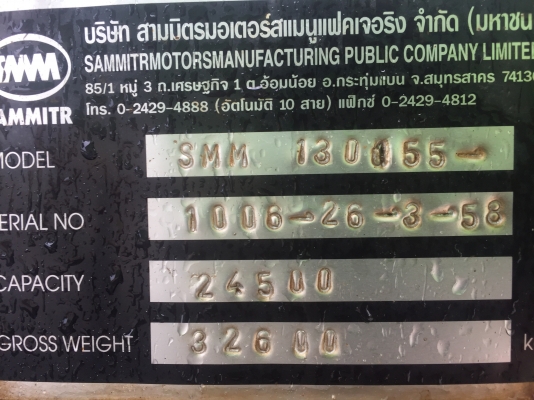 บริษัท สามมิตรมอเตอร์สแมนูแฟคเจอริง จำกัด (มหาชน
SMM SAMMITRMOTORSMANUFACTURING PUBLIC COMPANY LIMITE
85/1 หมู่ 3 ถ.เศรษฐกิจ 1 ต.อ้อมน้อย อ.กระทุ่มแบน จ.สมุทรสาคร 74130
SAMMITR โทร. 0-2429-4888 (อัตโนมัติ 10 สาย) แฟ็กซ์ 0-2429-4812
MODEL SMM 130155-
ERIAL NO 1006-26-3-58
CAPACITY 24500
GROSS WEIGHT 32600 k